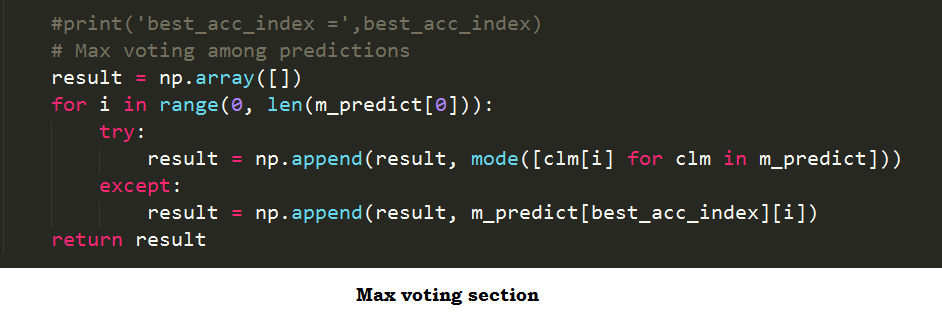 #print('best_acc_index =',best_acc_index)
# Max voting among predictions
result = np.array([])
for i in range(0, len(m_predict[0])):
    try:
        result = np.append(result, mode([clm[i] for clm in m_predict]))
    except:
        result = np.append(result, m_predict[best_acc_index][i])
return result
Max voting section